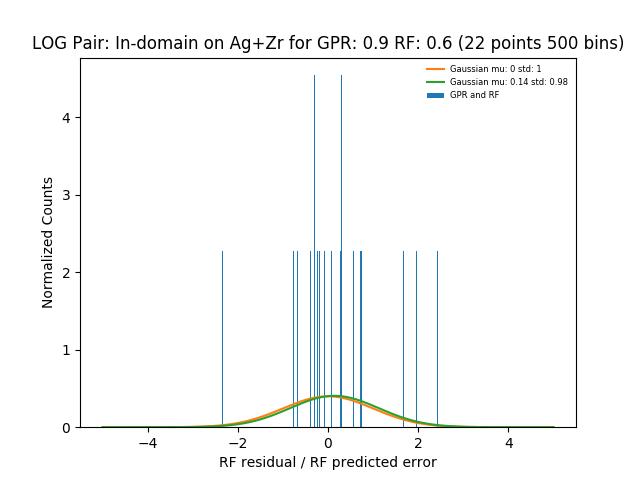 LOG Pair: In-domain on Ag+Zr for GPR: 0.9 RF: 0.6 (22 points 500 bins)
Gaussian mu: 0 std: 1
Gaussian mu: 0.14 std: 0.98
GPR and RF
Normalized Counts
4
3
2
1
0
−4
−2
0
2
4
RF residual / RF predicted error